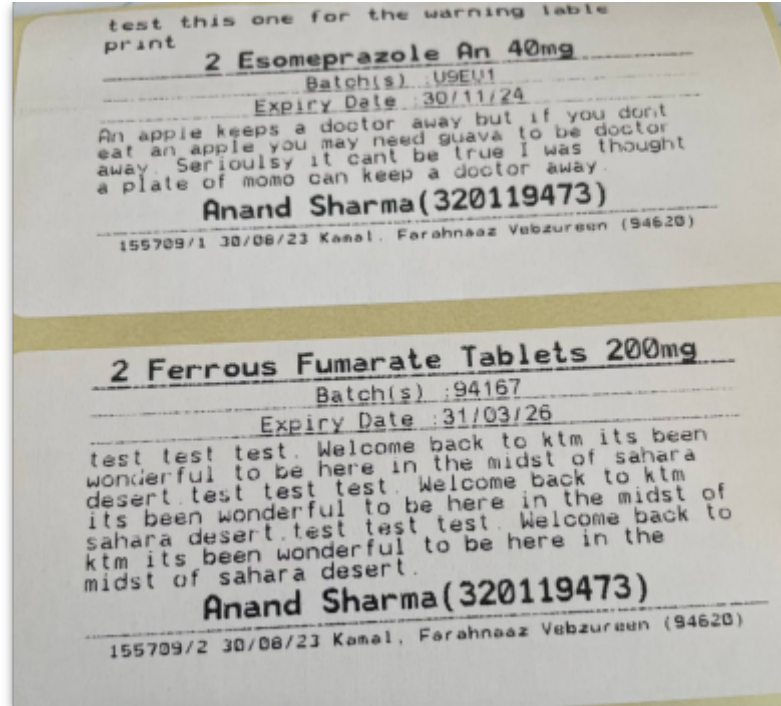 test this one for the warning lable
print
2 Esomeprazole An 40mg
Batch(s) :U9EU1
Expiry Date :30/11/24
An apple keeps a doctor away but if you dont
eat an apple you may need guava to be doctor
away. Serioulsy it cant be true I was thought
a plate of momo can keep a doctor away.
Anand Sharma(320119473)
155709/1 30/08/23 Kamal, Farahnaaz Vebzureen (94620)
2 Ferrous Fumarate Tablets 200mg
Batch(s) :94167
Expiry Date :31/03/26
test test test. Welcome back to ktm its been
wonderful to be here in the midst of sahara
desert.test test test. Welcome back to ktm
its been wonderful to be here in the midst of
sahara desert.test test test. Welcome back to
ktm its been wonderful to be here in the
midst of sahara desert.
Anand Sharma(320119473)
155709/2 30/08/23 Kamal, Farahnaaz Vebzureen (94620)